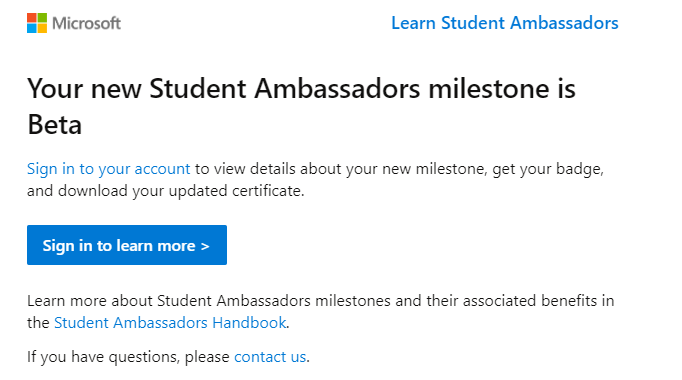 Microsoft
Learn Student Ambassadors
Your new Student Ambassadors milestone is
Beta
Sign in to your account to view details about your new milestone, get your badge,
and download your updated certificate.
Sign in to learn more >
Learn more about Student Ambassadors milestones and their associated benefits in
the Student Ambassadors Handbook.
If you have questions, please contact us.